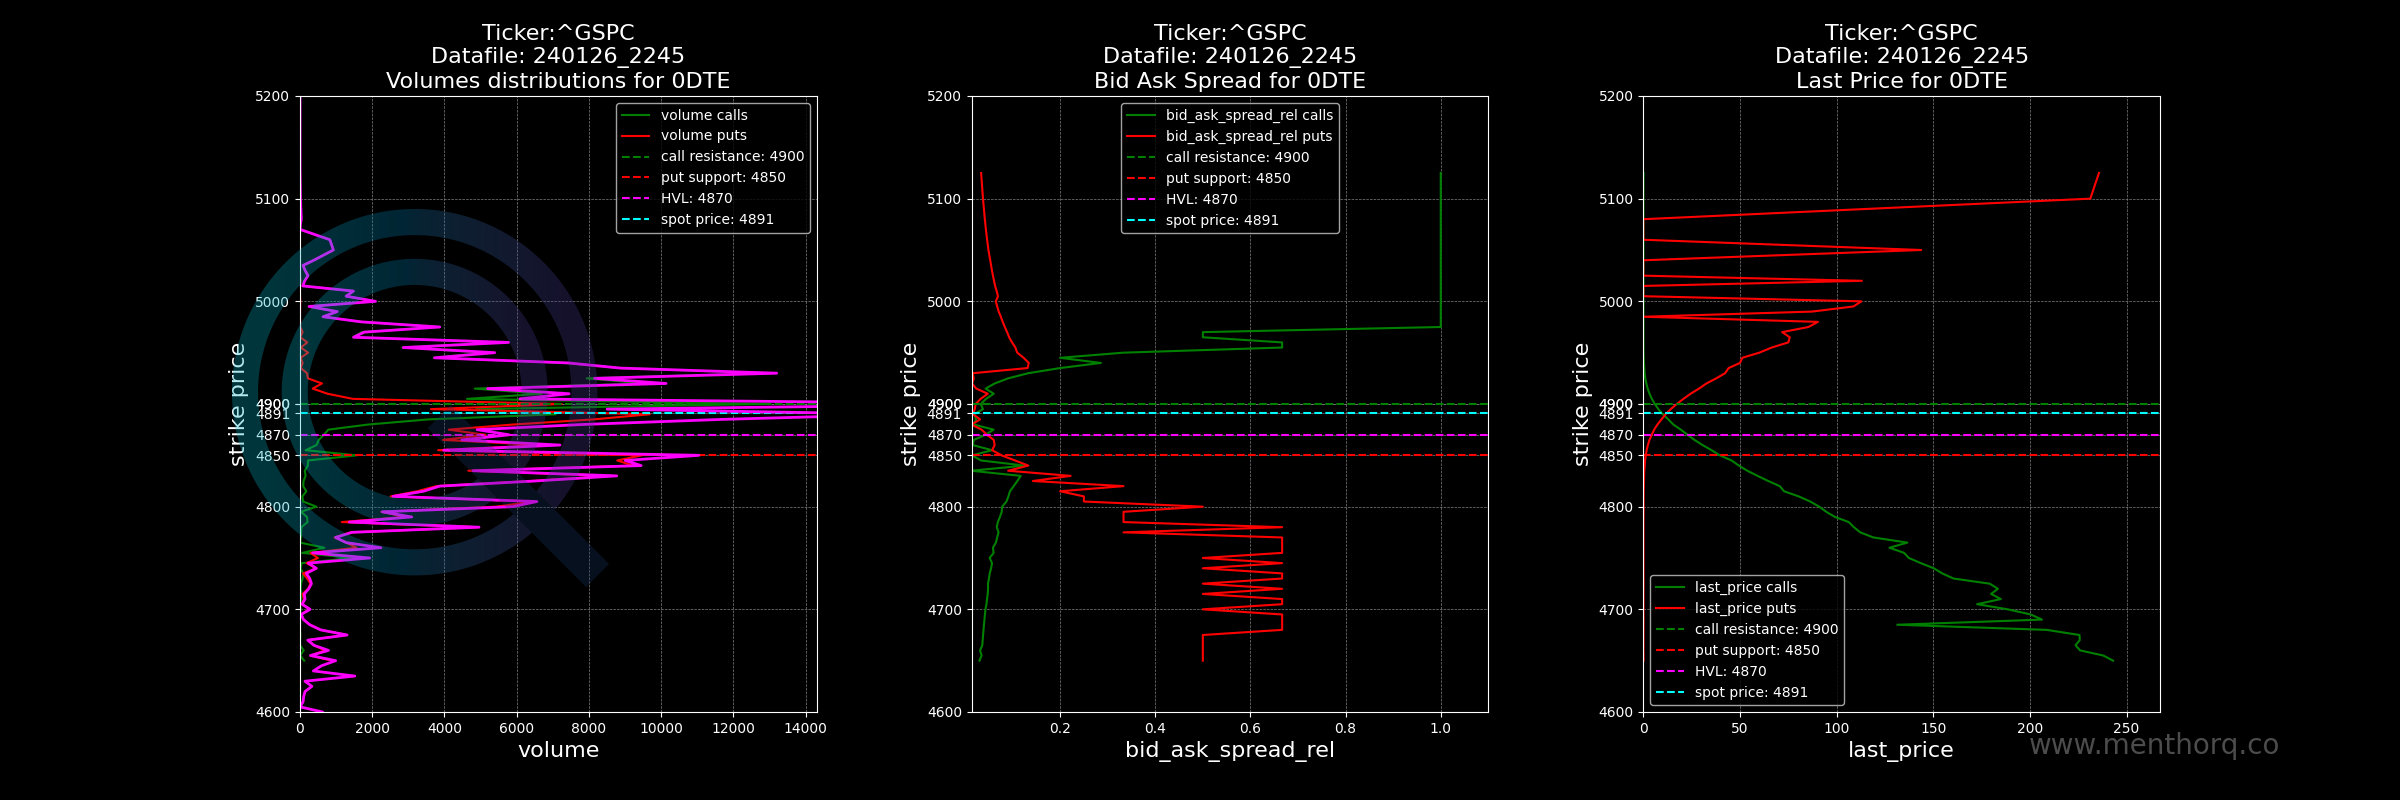 Ticker:^GSPC
Datafile: 240126_2245
Volumes distributions for 0DTE
5200
5100
5000
4900
4900
4891
4870
4850
4800
4700
4600
strike price
0 2000 4000 6000 8000 10000 12000 14000
volume
volume calls
volume puts
call resistance: 4900
put support: 4850
HVL: 4870
spot price: 4891
Ticker:^GSPC
Datafile: 240126_2245
Bid Ask Spread for 0DTE
5200
5100
5000
4900
4900
4891
4870
4850
4800
4700
4600
strike price
0.2 0.4 0.6 0.8 1.0
bid_ask_spread_rel
bid_ask_spread_rel calls
bid_ask_spread_rel puts
call resistance: 4900
put support: 4850
HVL: 4870
spot price: 4891
Ticker:^GSPC
Datafile: 240126_2245
Last Price for 0DTE
5200
5100
5000
4900
4900
4891
4870
4850
4800
4700
4600
strike price
0 50 100 150 200 250
last_price
last_price calls
last_price puts
call resistance: 4900
put support: 4850
HVL: 4870
spot price: 4891
www.menthorq.co